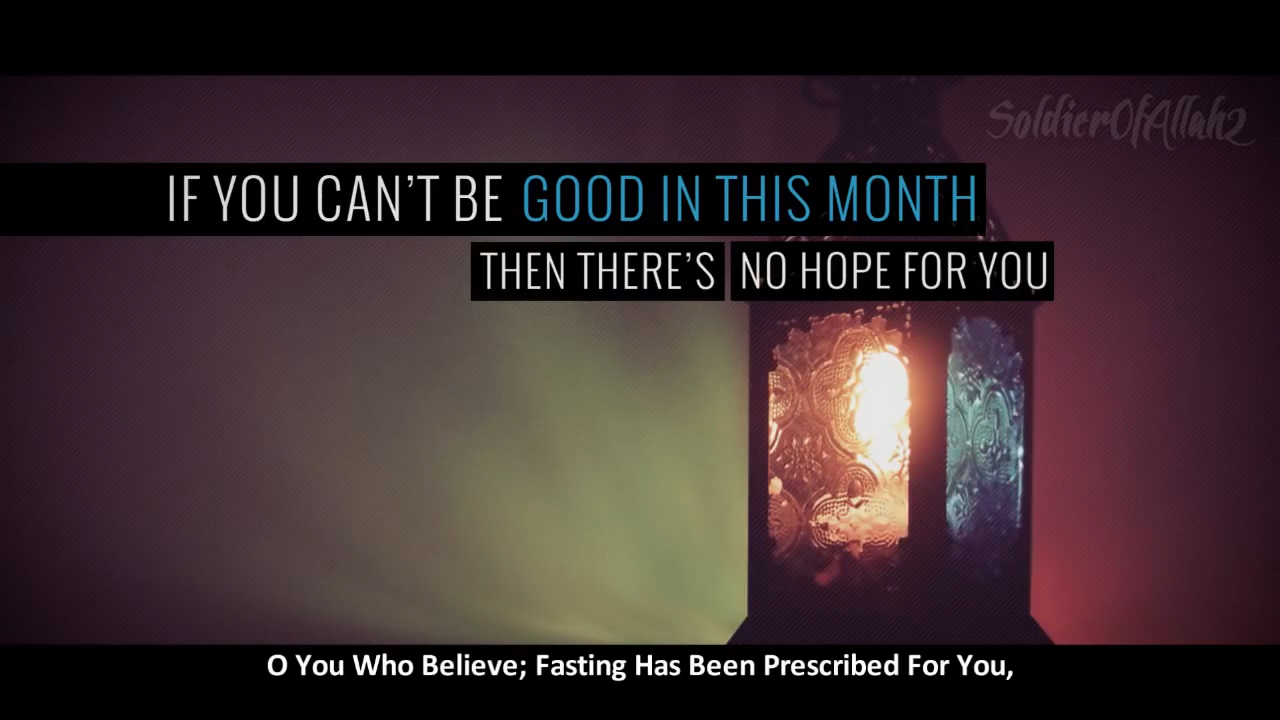 SoldierOfAllah2
IF YOU CAN'T BE GOOD IN THIS MONTH
THEN THERE'S NO HOPE FOR YOU
O You Who Believe; Fasting Has Been Prescribed For You,